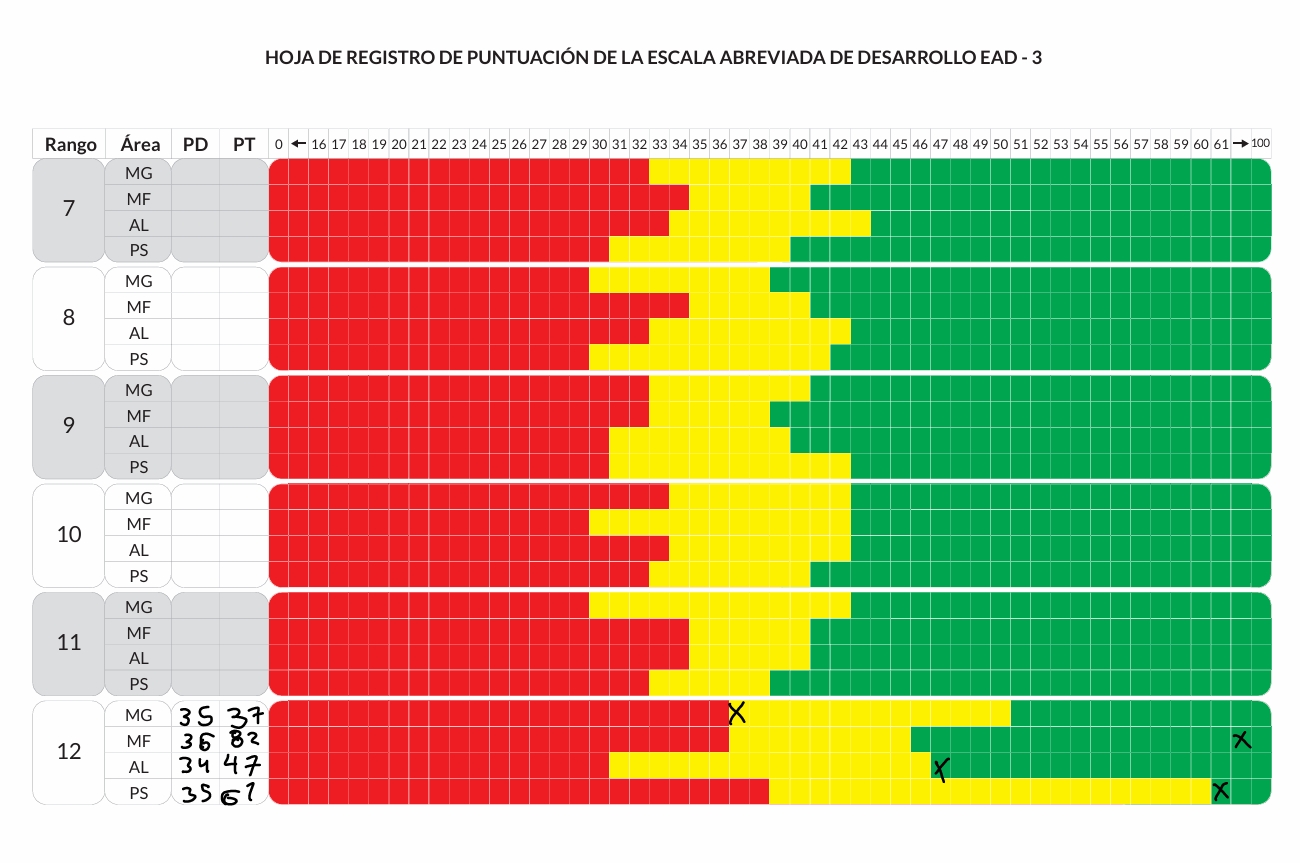 HOJA DE REGISTRO DE PUNTUACIÓN DE LA ESCALA ABREVIADA DE DESARROLLO EAD - 3
Rango Área PD PT 0 ← 16 17 18 19 20 21 22 23 24 25 26 27 28 29 30 31 32 33 34 35 36 37 38 39 40 41 42 43 44 45 46 47 48 49 50 51 52 53 54 55 56 57 58 59 60 61 → 100
MG
MF
7
AL
PS
MG
MF
8
AL
PS
MG
MF
9
AL
PS
MG
MF
10
AL
PS
MG
MF
11
AL
PS
MG 35 37 X
MF 36 82 X
12
AL 34 47 X
PS 35 61 X